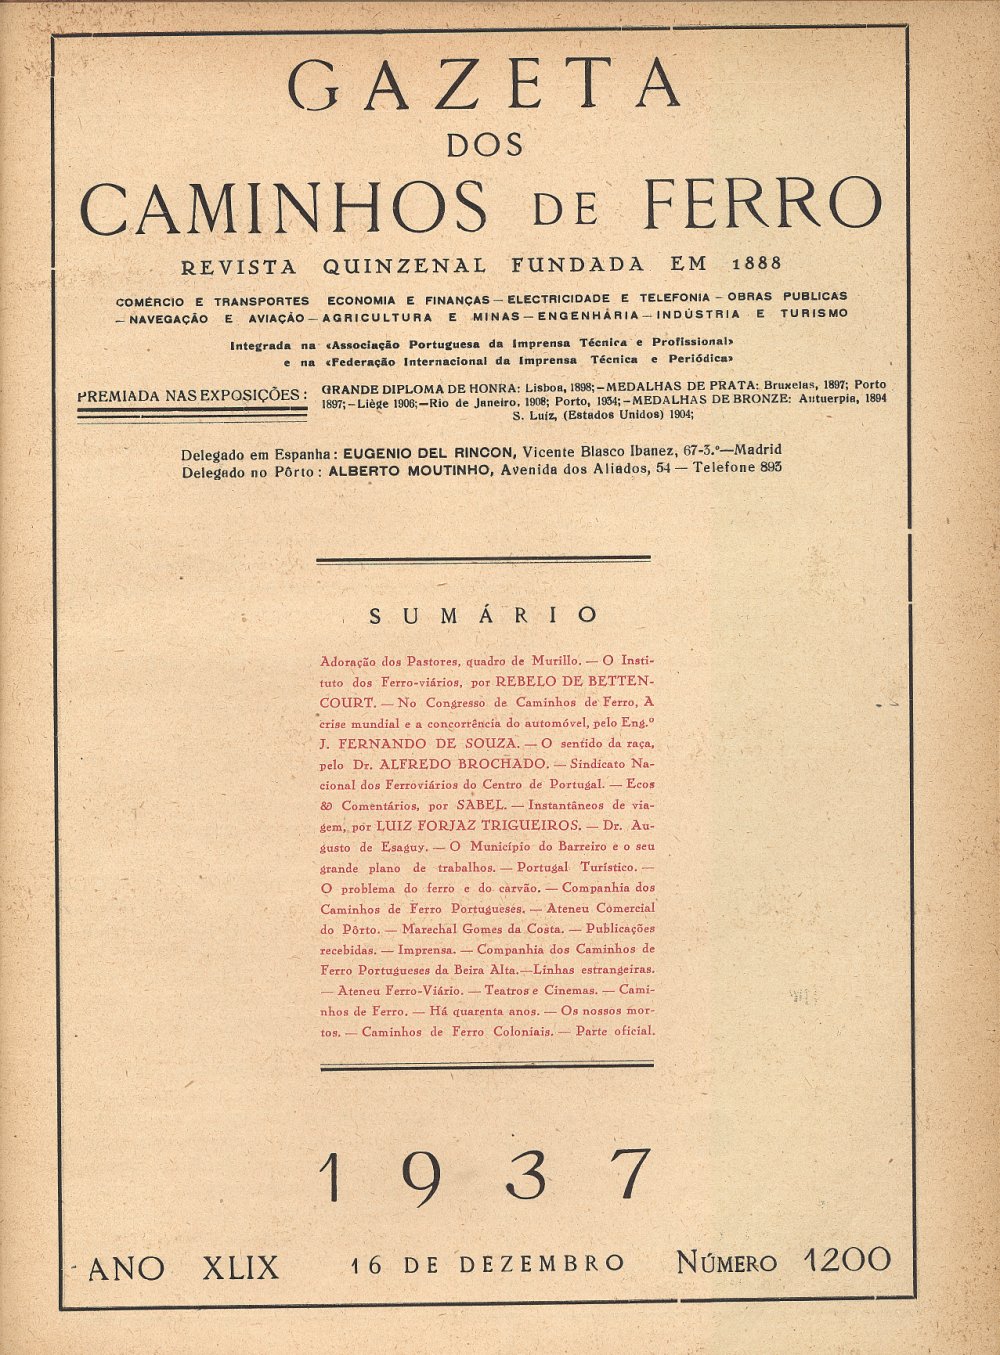 GAZETA
DOS
CAMINHOS DE FERRO
REVISTA QUINZENAL FUNDADA EM 1888
COMÉRCIO E TRANSPORTES ECONOMIA E FINANÇAS — ELECTRICIDADE E TELEFONIA — OBRAS PUBLICAS
— NAVEGAÇÃO E AVIAÇÃO — AGRICULTURA E MINAS — ENGENHARIA — INDÚSTRIA E TURISMO
Integrada na «Associação Portuguesa da Imprensa Técnica e Profissional»
e na «Federação Internacional da Imprensa Técnica e Periódica»
PREMIADA NAS EXPOSIÇÕES:
GRANDE DIPLOMA DE HONRA: Lisboa, 1898; — MEDALHAS DE PRATA: Bruxelas, 1897; Porto
1897; — Liège 1906; — Rio de Janeiro, 1908; Porto, 1934; — MEDALHAS DE BRONZE: Antuerpia, 1894
S. Luiz, (Estados Unidos) 1904;
Delegado em Espanha: EUGENIO DEL RINCON, Vicente Blasco Ibanez, 67-3.º—Madrid
Delegado no Pôrto: ALBERTO MOUTINHO, Avenida dos Aliados, 54 — Telefone 893
SUMÁRIO
Adoração dos Pastores, quadro de Murillo. — O Insti-
tuto dos Ferro-viários, por REBELO DE BETTEN-
COURT. — No Congresso de Caminhos de Ferro, A
crise mundial e a concorrência do automóvel, pelo Eng.º
J. FERNANDO DE SOUZA. — O sentido da raça,
pelo Dr. ALFREDO BROCHADO. — Sindicato Na-
cional dos Ferroviários do Centro de Portugal. — Ecos
& Comentários, por SABEL. — Instantâneos de via-
gem, por LUIZ FORJAZ TRIGUEIROS. — Dr. Au-
gusto de Esaguy. — O Município do Barreiro e o seu
grande plano de trabalhos. — Portugal Turístico. —
O problema do ferro e do carvão. — Companhia dos
Caminhos de Ferro Portugueses. — Ateneu Comercial
do Pôrto. — Marechal Gomes da Costa. — Publicações
recebidas. — Imprensa. — Companhia dos Caminhos de
Ferro Portugueses da Beira Alta.—Linhas estrangeiras.
— Ateneu Ferro-Viário. — Teatros e Cinemas. — Cami-
nhos de Ferro. — Há quarenta anos. — Os nossos mor-
tos. — Caminhos de Ferro Coloniais. — Parte oficial.
1937
ANO XLIX 16 DE DEZEMBRO NÚMERO 1200